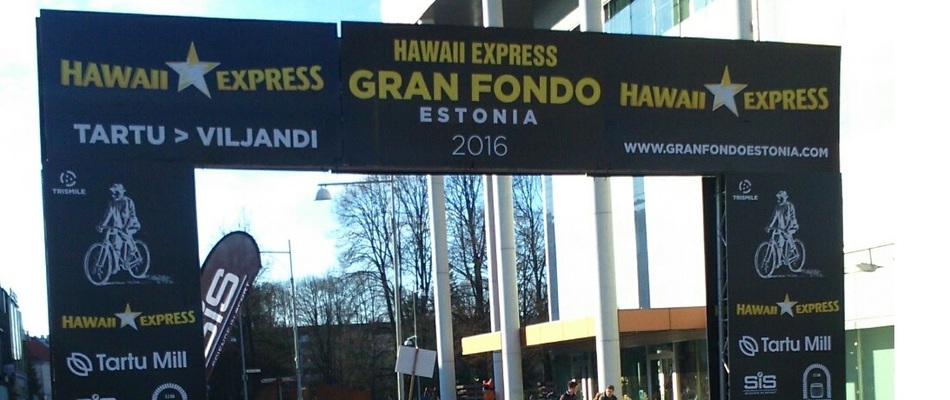 HAWAII EXPRESS
TARTU > VILJANDI
HAWAII EXPRESS
GRAN FONDO
ESTONIA
2016
HAWAII EXPRESS
WWW.GRANFONDOESTONIA.COM
TRISMILE
HAWAII EXPRESS
Tartu Mill
SiS
SiS
TRISMILE
HAWAII EXPRESS
Tartu Mill
SiS